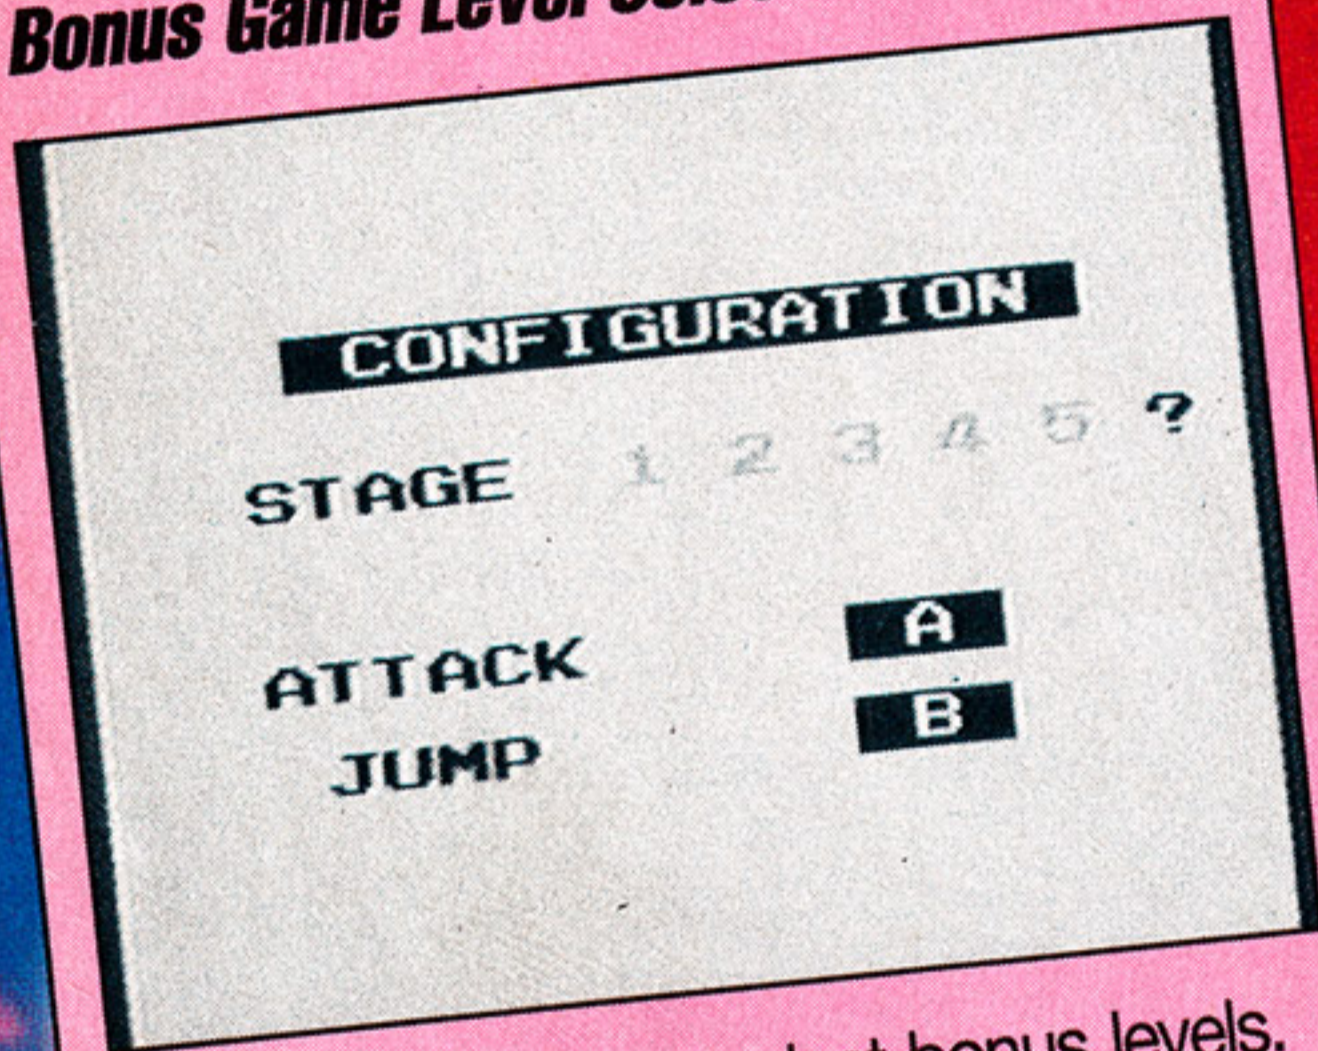 Bonus Game Level
CONFIGURATION
STAGE 1 2 3 4 5 ?
ATTACK A
JUMP B
bonus levels.